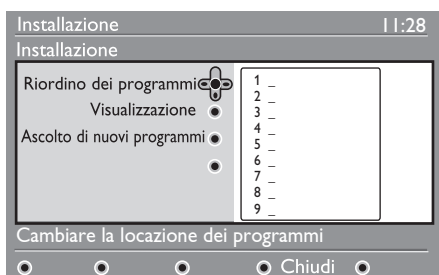 Installazione 11:28
Installazione
Riordino dei programmi
Visualizzazione
Ascolto di nuovi programmi
1 _
2 _
3 _
4 _
5 _
6 _
7 _
8 _
9 _
Cambiare la locazione dei programmi
Chiudi